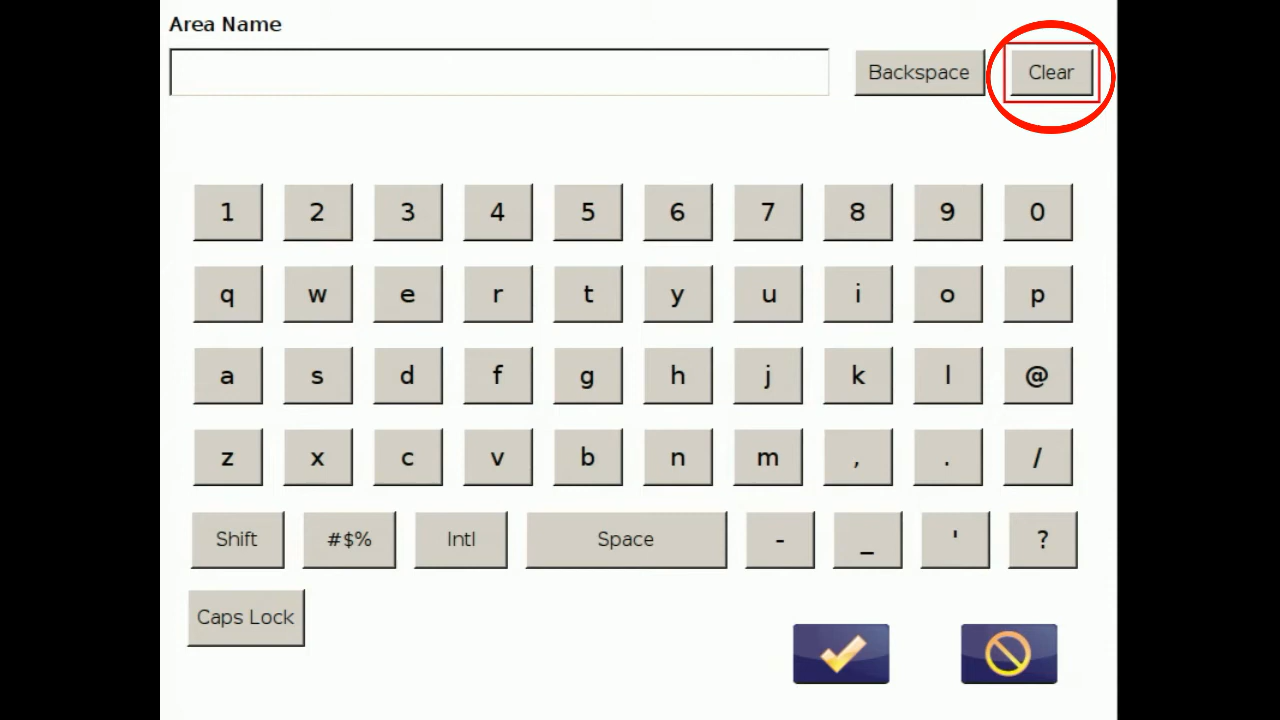 Area Name
Backspace Clear
1 2 3 4 5 6 7 8 9 0
q w e r t y u i o p
a s d f g h j k l @
z x c v b n m , . /
Shift #$% Intl Space - _ ' ?
Caps Lock